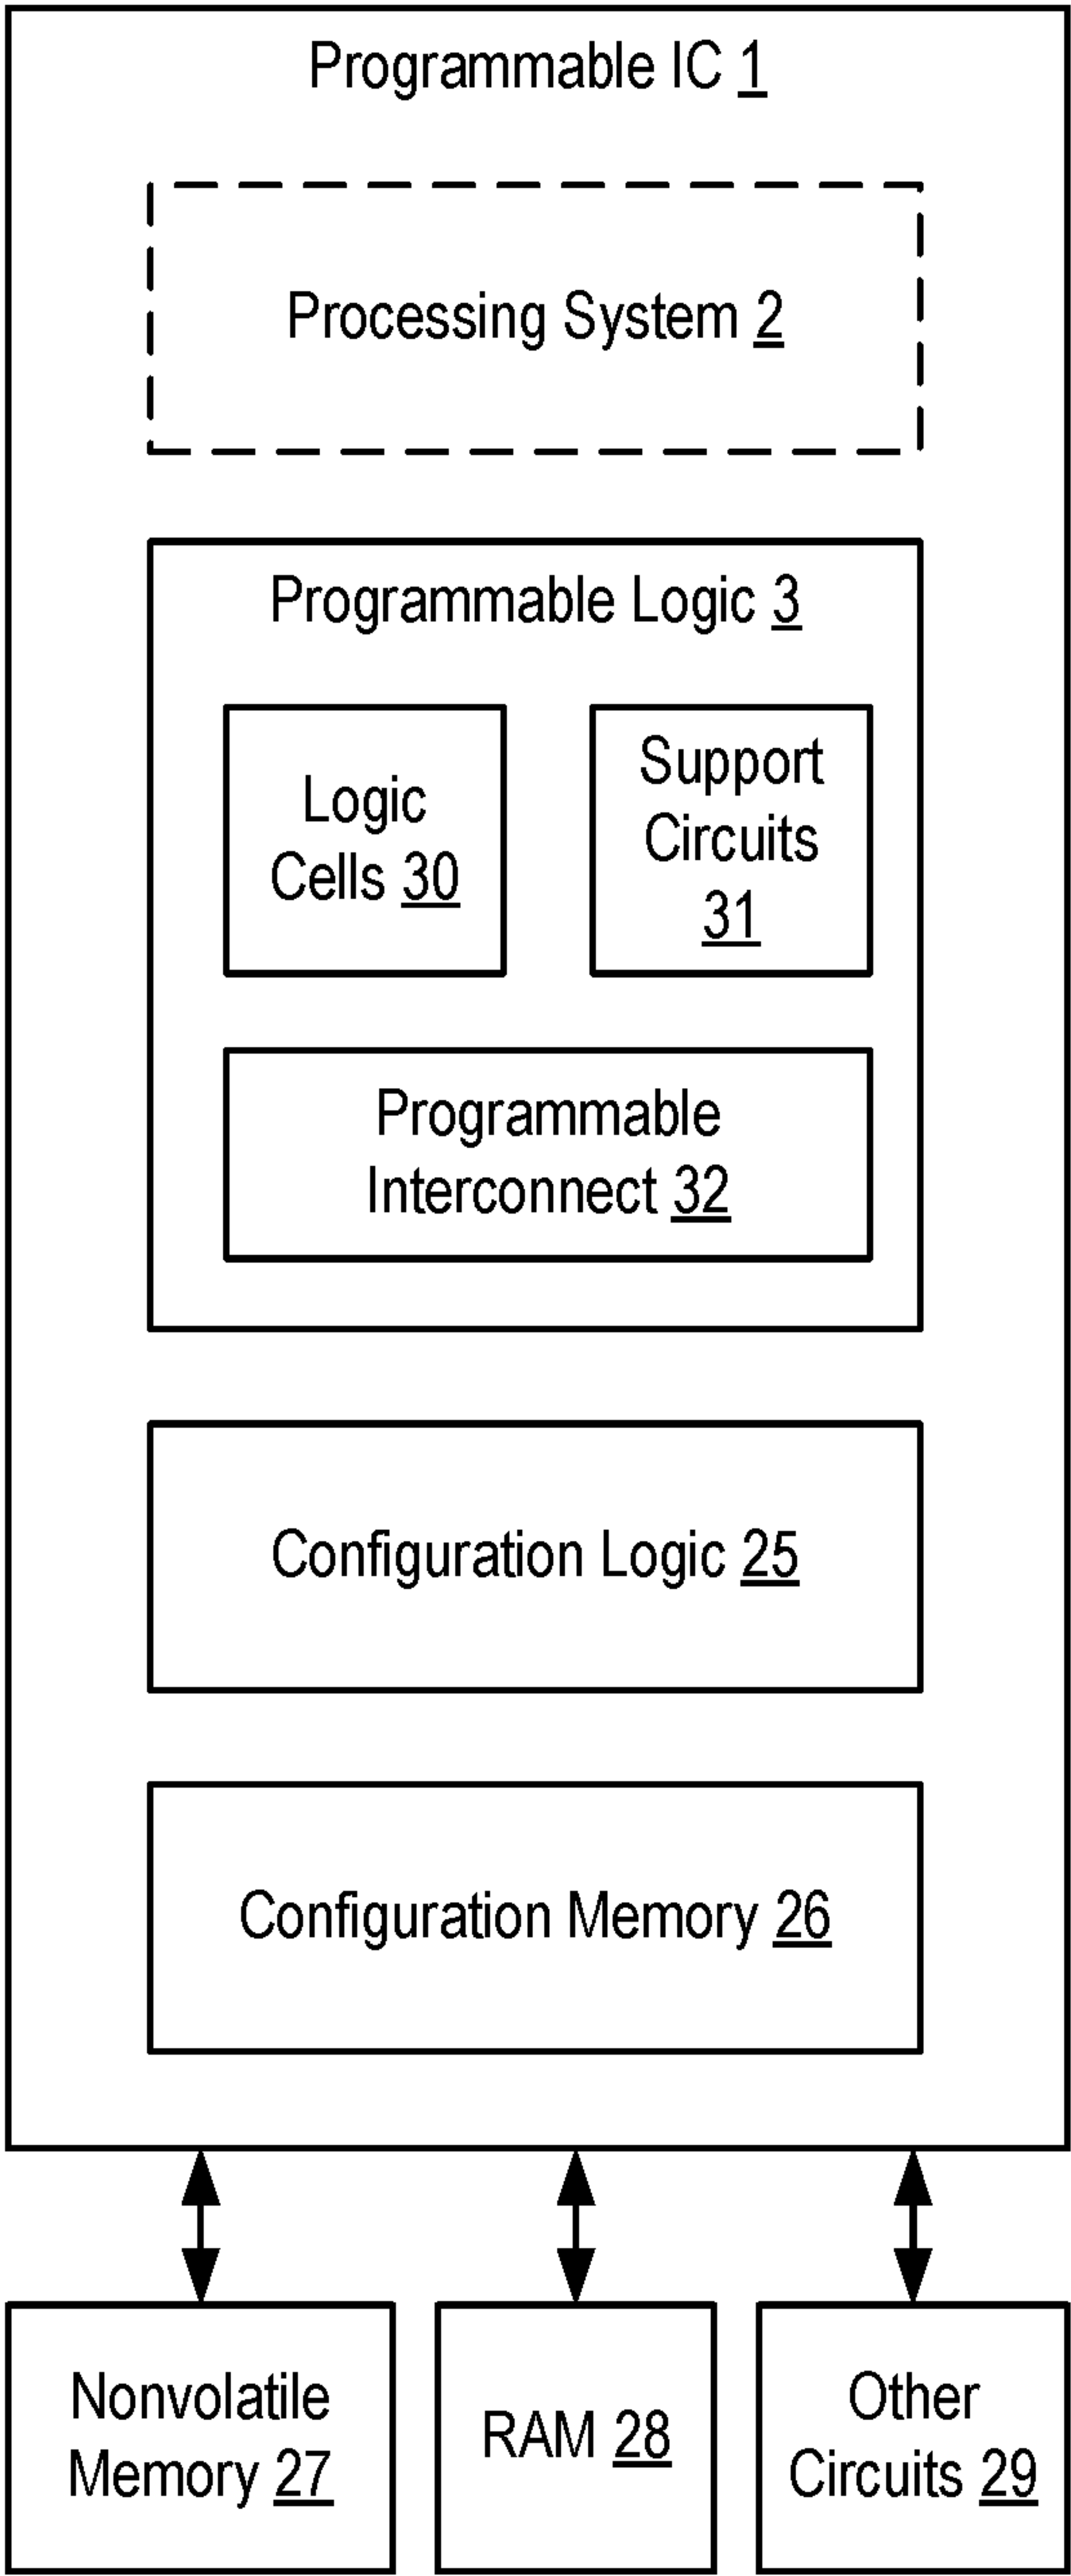 Programmable IC 1
Processing System 2
Programmable Logic 3
Logic
Cells 30
Support
Circuits
31
Programmable
Interconnect 32
Configuration Logic 25
Configuration Memory 26
Nonvolatile
Memory 27
RAM 28
Other
Circuits 29